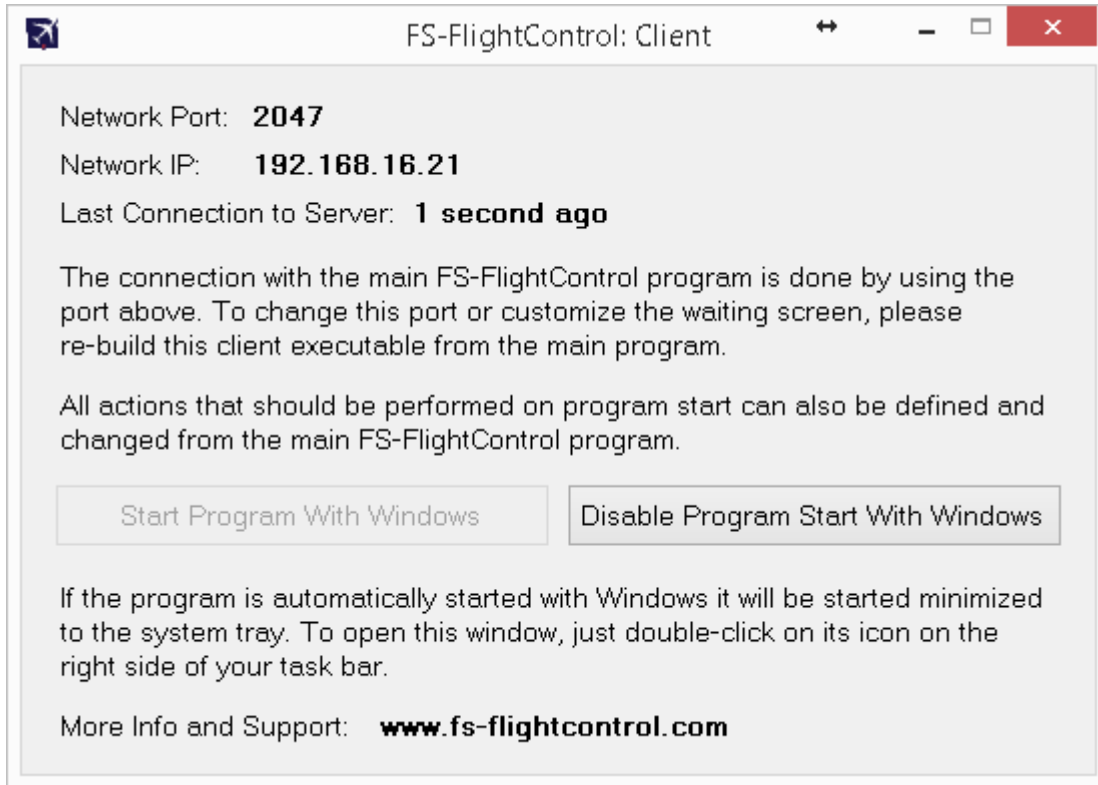 FS-FlightControl: Client
Network Port: 2047
Network IP: 192.168.16.21
Last Connection to Server: 1 second ago
The connection with the main FS-FlightControl program is done by using the
port above. To change this port or customize the waiting screen, please
re-build this client executable from the main program.
All actions that should be performed on program start can also be defined and
changed from the main FS-FlightControl program.
Start Program With Windows
Disable Program Start With Windows
If the program is automatically started with Windows it will be started minimized
to the system tray. To open this window, just double-click on its icon on the
right side of your task bar.
More Info and Support: www.fs-flightcontrol.com